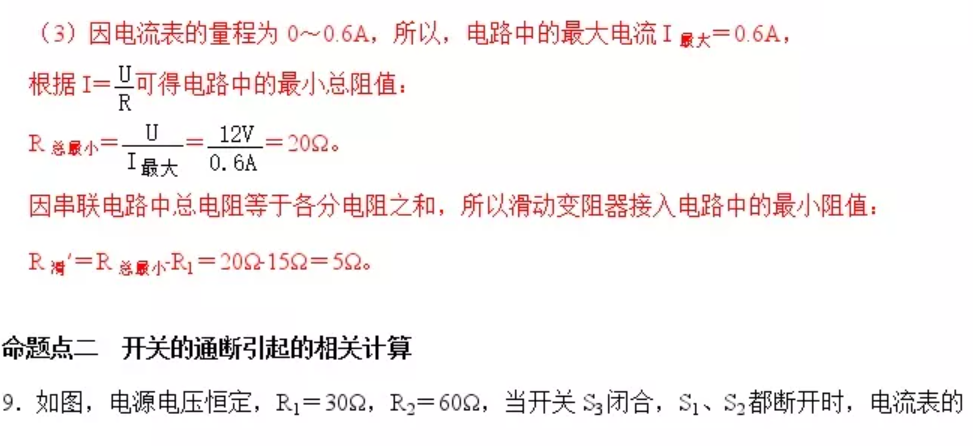 （3）因电流表的量程为 0～0.6A，所以，电路中的最大电流 I 最大＝0.6A，
根据 I＝U/R可得电路中的最小总阻值：
R 总最小＝U/I最大＝12V/0.6A＝20Ω。
因串联电路中总电阻等于各分电阻之和，所以滑动变阻器接入电路中的最小阻值：
R 滑′＝R 总最小-R1＝20Ω-15Ω＝5Ω。
命题点二 开关的通断引起的相关计算
9．如图，电源电压恒定，R1＝30Ω，R2＝60Ω，当开关 S3闭合，S1、S2都断开时，电流表的